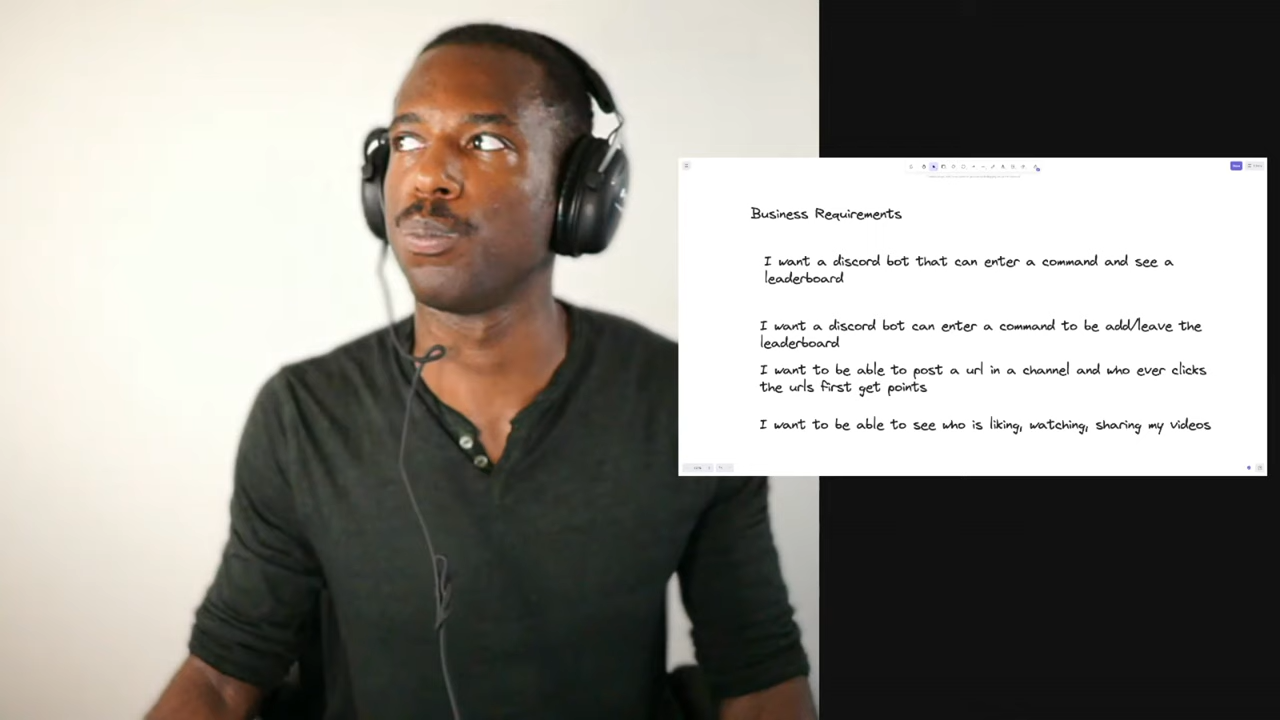 Business Requirements
I want a discord bot that can enter a command and see a
leaderboard
I want a discord bot can enter a command to be add/leave the
leaderboard
I want to be able to post a url in a channel and who ever clicks
the urls first get points
I want to be able to see who is liking, watching, sharing my videos